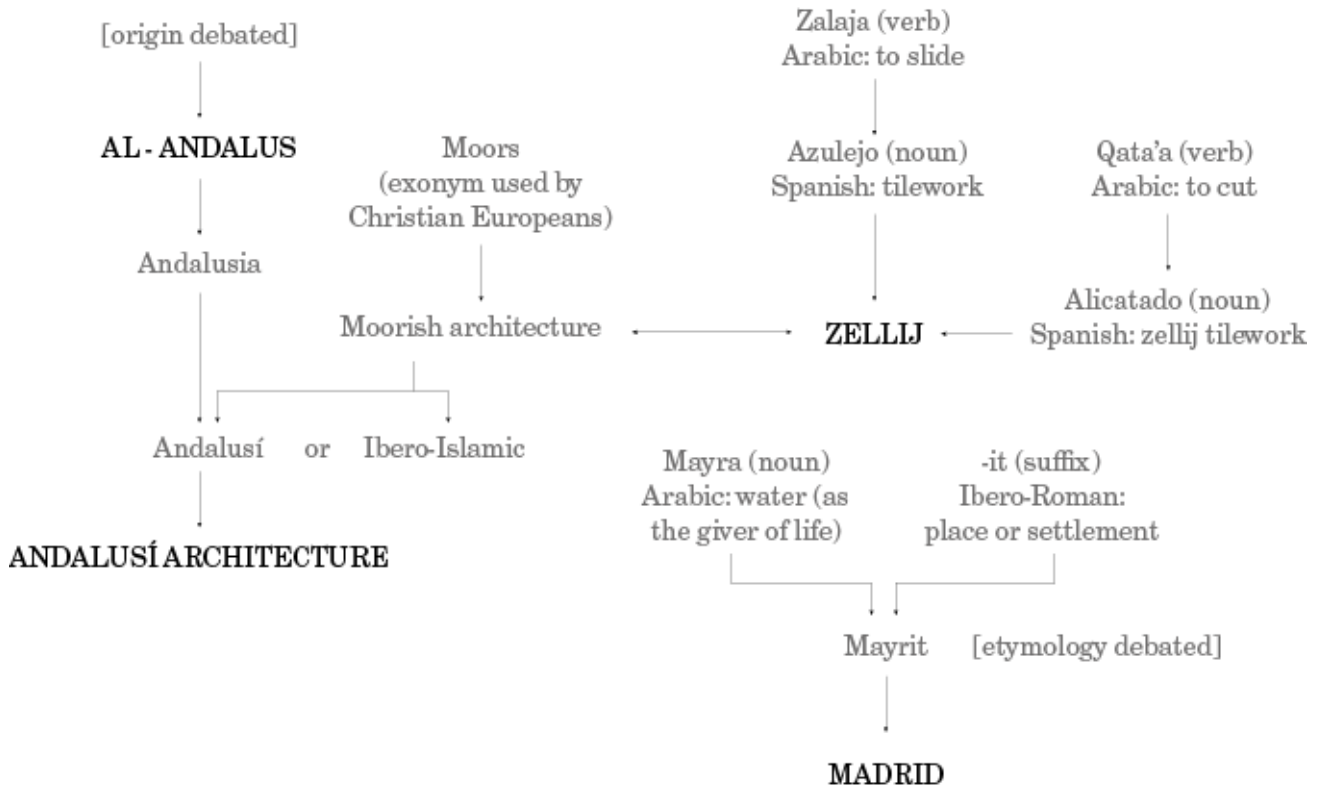 [origin debated]
AL - ANDALUS
Andalusia
Moors
(exonym used by
Christian Europeans)
Moorish architecture
Andalusí or Ibero-Islamic
ANDALUSÍ ARCHITECTURE
Zalaja (verb)
Arabic: to slide
Azulejo (noun)
Spanish: tilework
ZELLIJ
Qata'a (verb)
Arabic: to cut
Alicatado (noun)
Spanish: zellij tilework
Mayra (noun)
Arabic: water (as
the giver of life)
-it (suffix)
Ibero-Roman:
place or settlement
Mayrit [etymology debated]
MADRID